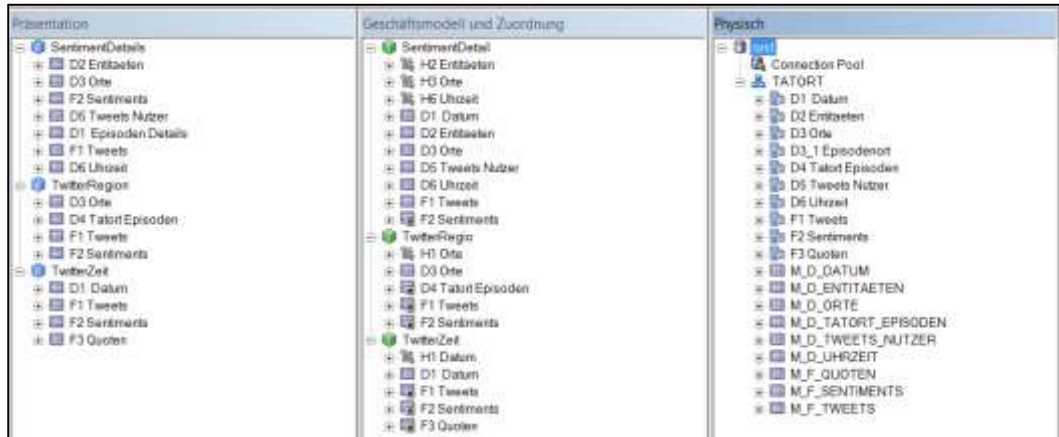 Präsentation
SentimentDetails
D2 Entitaeten
D3 Orte
F2 Sentiments
D5 Tweets Nutzer
D1 Episoden Details
F1 Tweets
D6 Uhrzeit
TwitterRegion
D3 Orte
D4 Tatort Episoden
F1 Tweets
F2 Sentiments
TwitterZeit
D1 Datum
F1 Tweets
F2 Sentiments
F3 Quoten
Geschäftsmodell und Zuordnung
SentimentDetail
H2 Entitaeten
H3 Orte
H6 Uhrzeit
D1 Datum
D2 Entitaeten
D3 Orte
D5 Tweets Nutzer
D6 Uhrzeit
F1 Tweets
F2 Sentiments
TwitterRegio
H1 Orte
D3 Orte
D4 Tatort Episoden
F1 Tweets
F2 Sentiments
TwitterZeit
H1 Datum
D1 Datum
F1 Tweets
F2 Sentiments
F3 Quoten
Physisch
Connection Pool
TATORT
D1 Datum
D2 Entitaeten
D3 Orte
D3_1 Episodenort
D4 Tatort Episoden
D5 Tweets Nutzer
D6 Uhrzeit
F1 Tweets
F2 Sentiments
F3 Quoten
M_D_DATUM
M_D_ENTITAETEN
M_D_ORTE
M_D_TATORT_EPISODEN
M_D_TWEETS_NUTZER
M_D_UHRZEIT
M_F_QUOTEN
M_F_SENTIMENTS
M_F_TWEETS